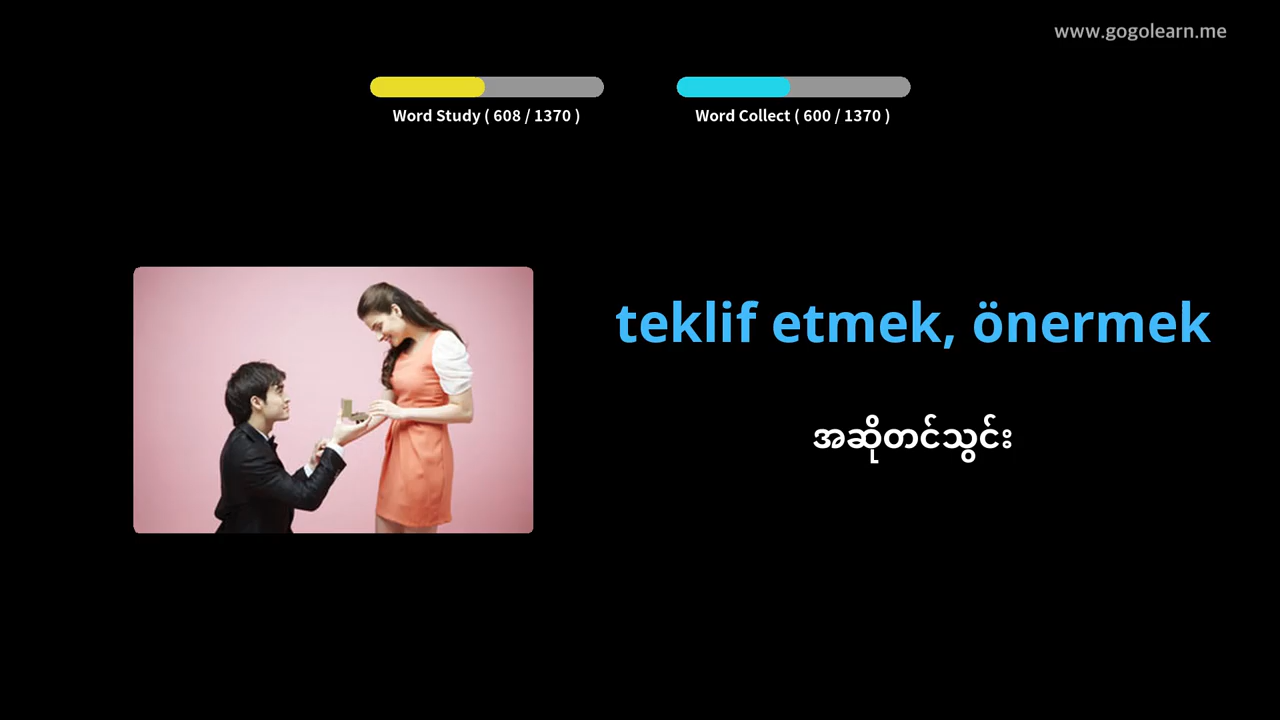 www.gogolearn.me
Word Study ( 608 / 1370 )
Word Collect ( 600 / 1370 )
teklif etmek, önermek
အဆိုတင်သွင်း